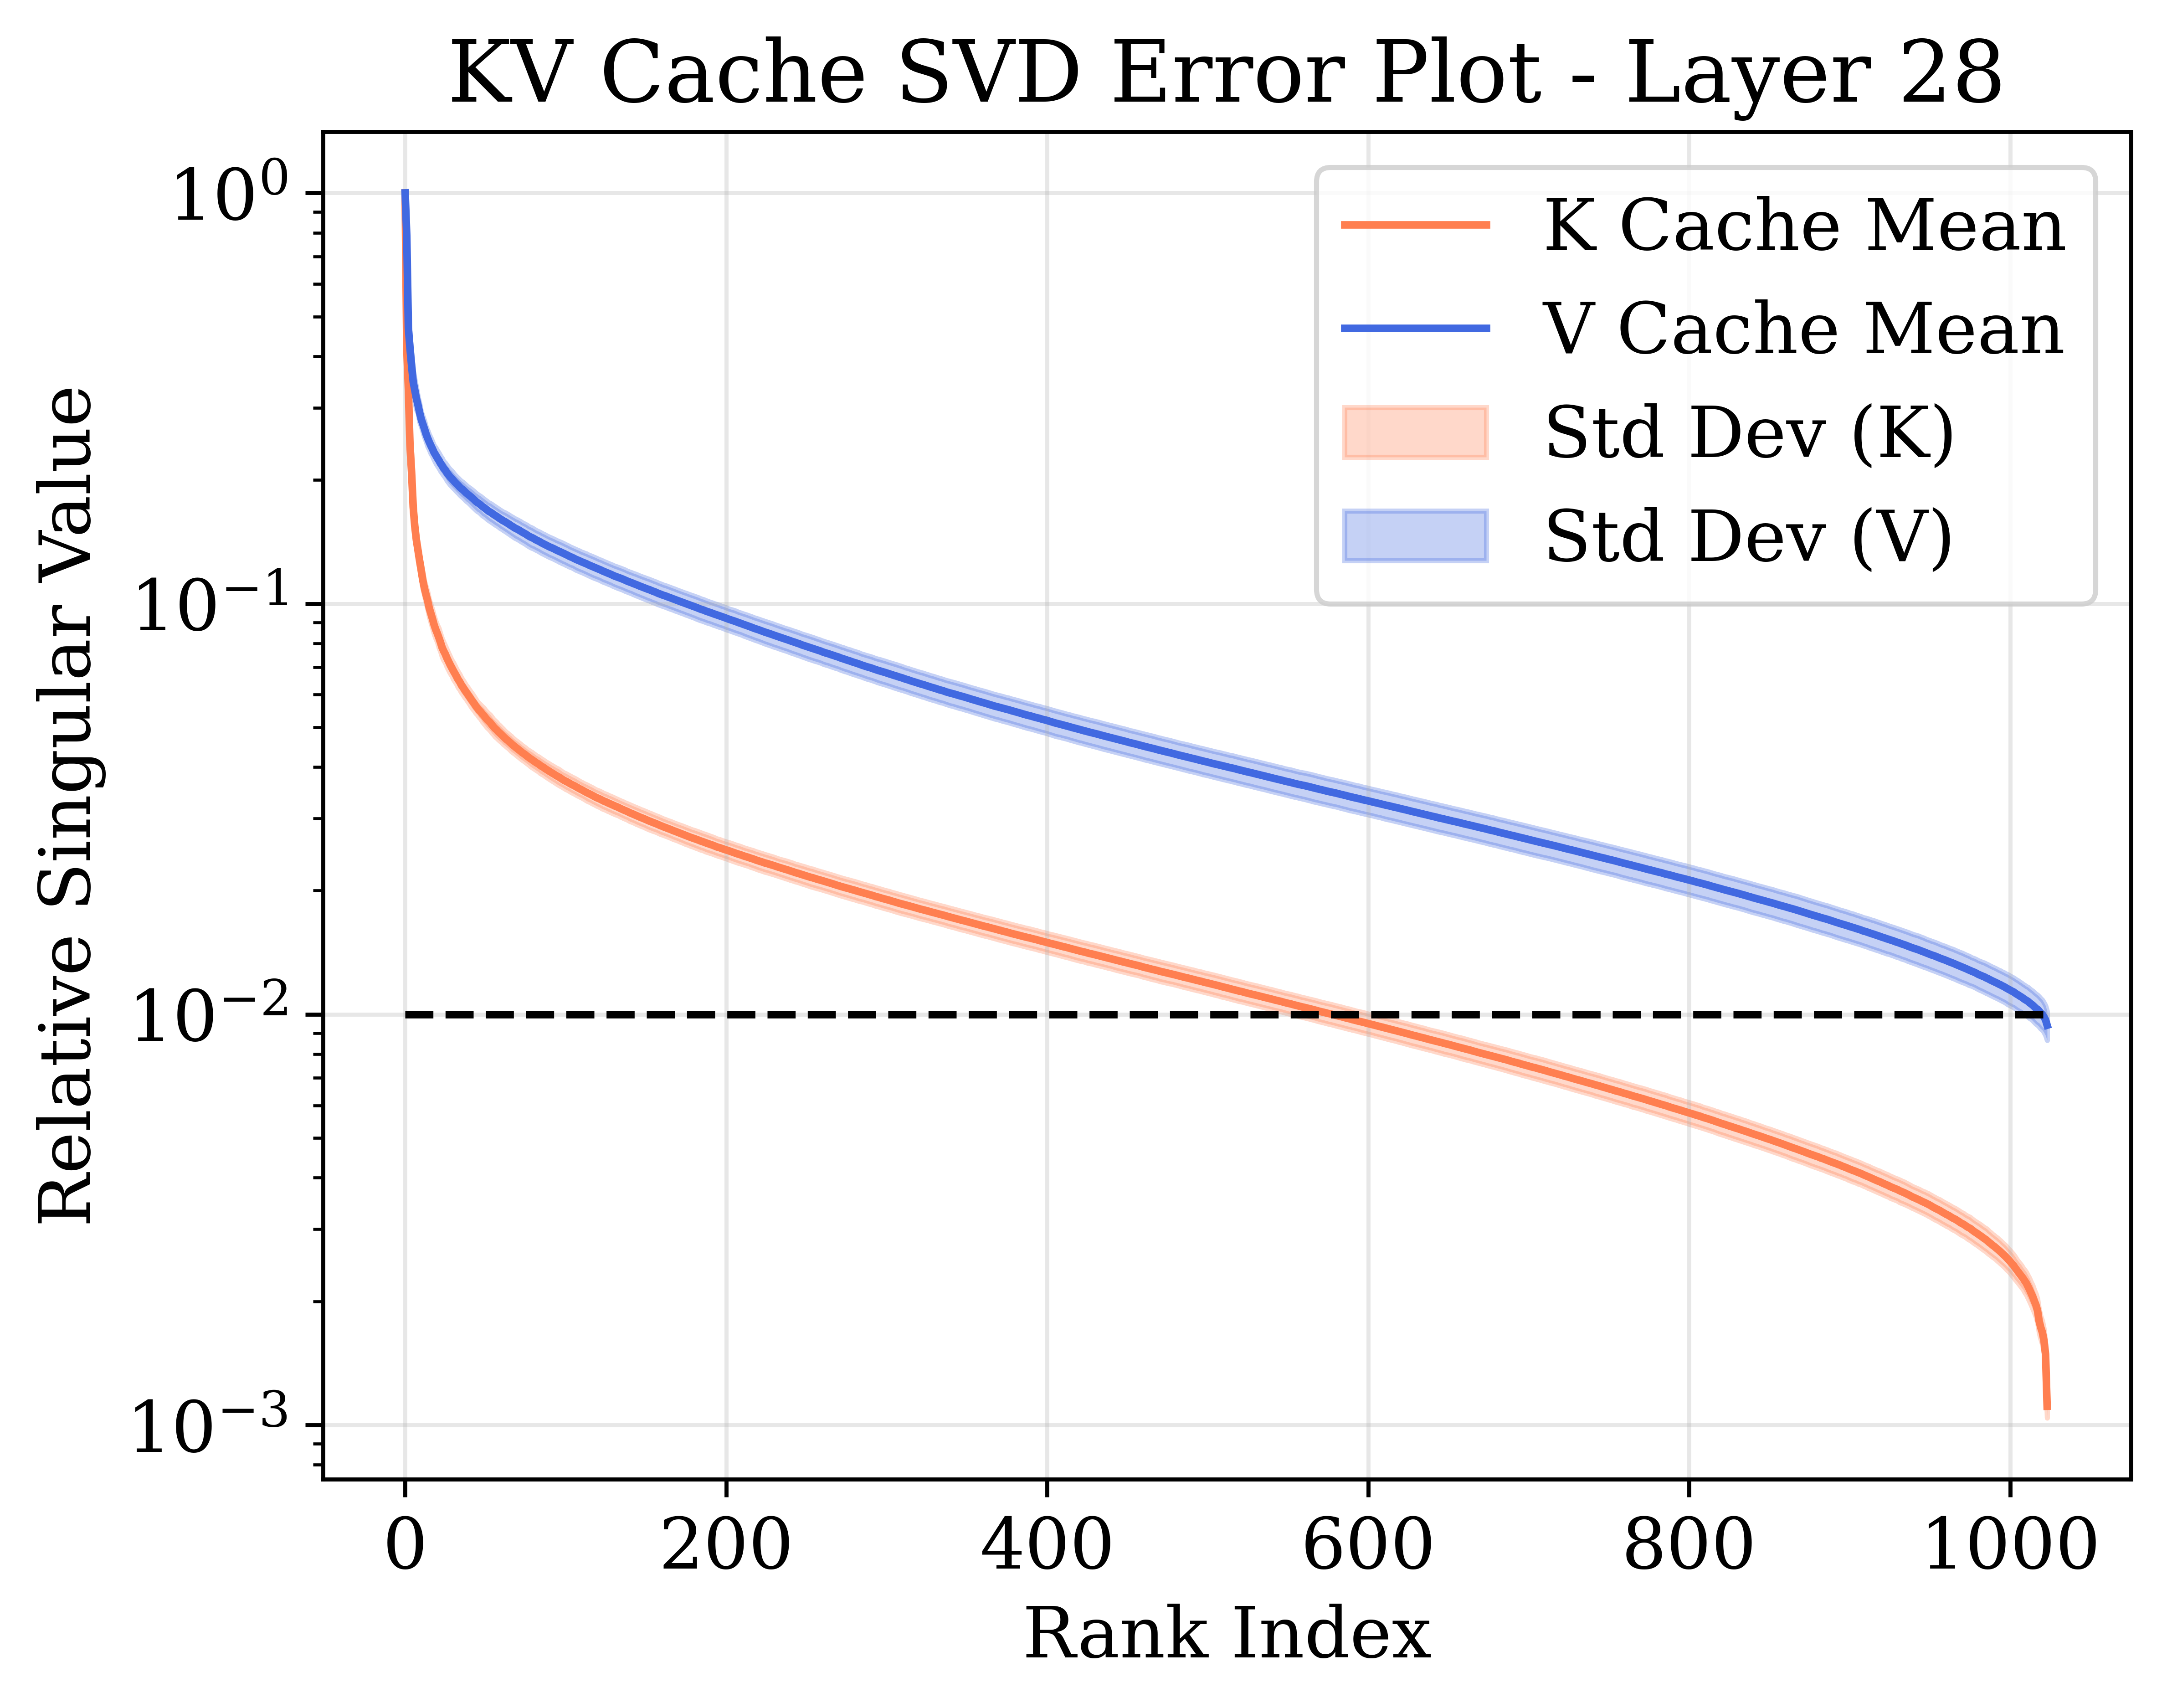 KV Cache SVD Error Plot - Layer 28
K Cache Mean
V Cache Mean
Std Dev (K)
Std Dev (V)
Relative Singular Value
10⁰
10⁻¹
10⁻²
10⁻³
0 200 400 600 800 1000
Rank Index